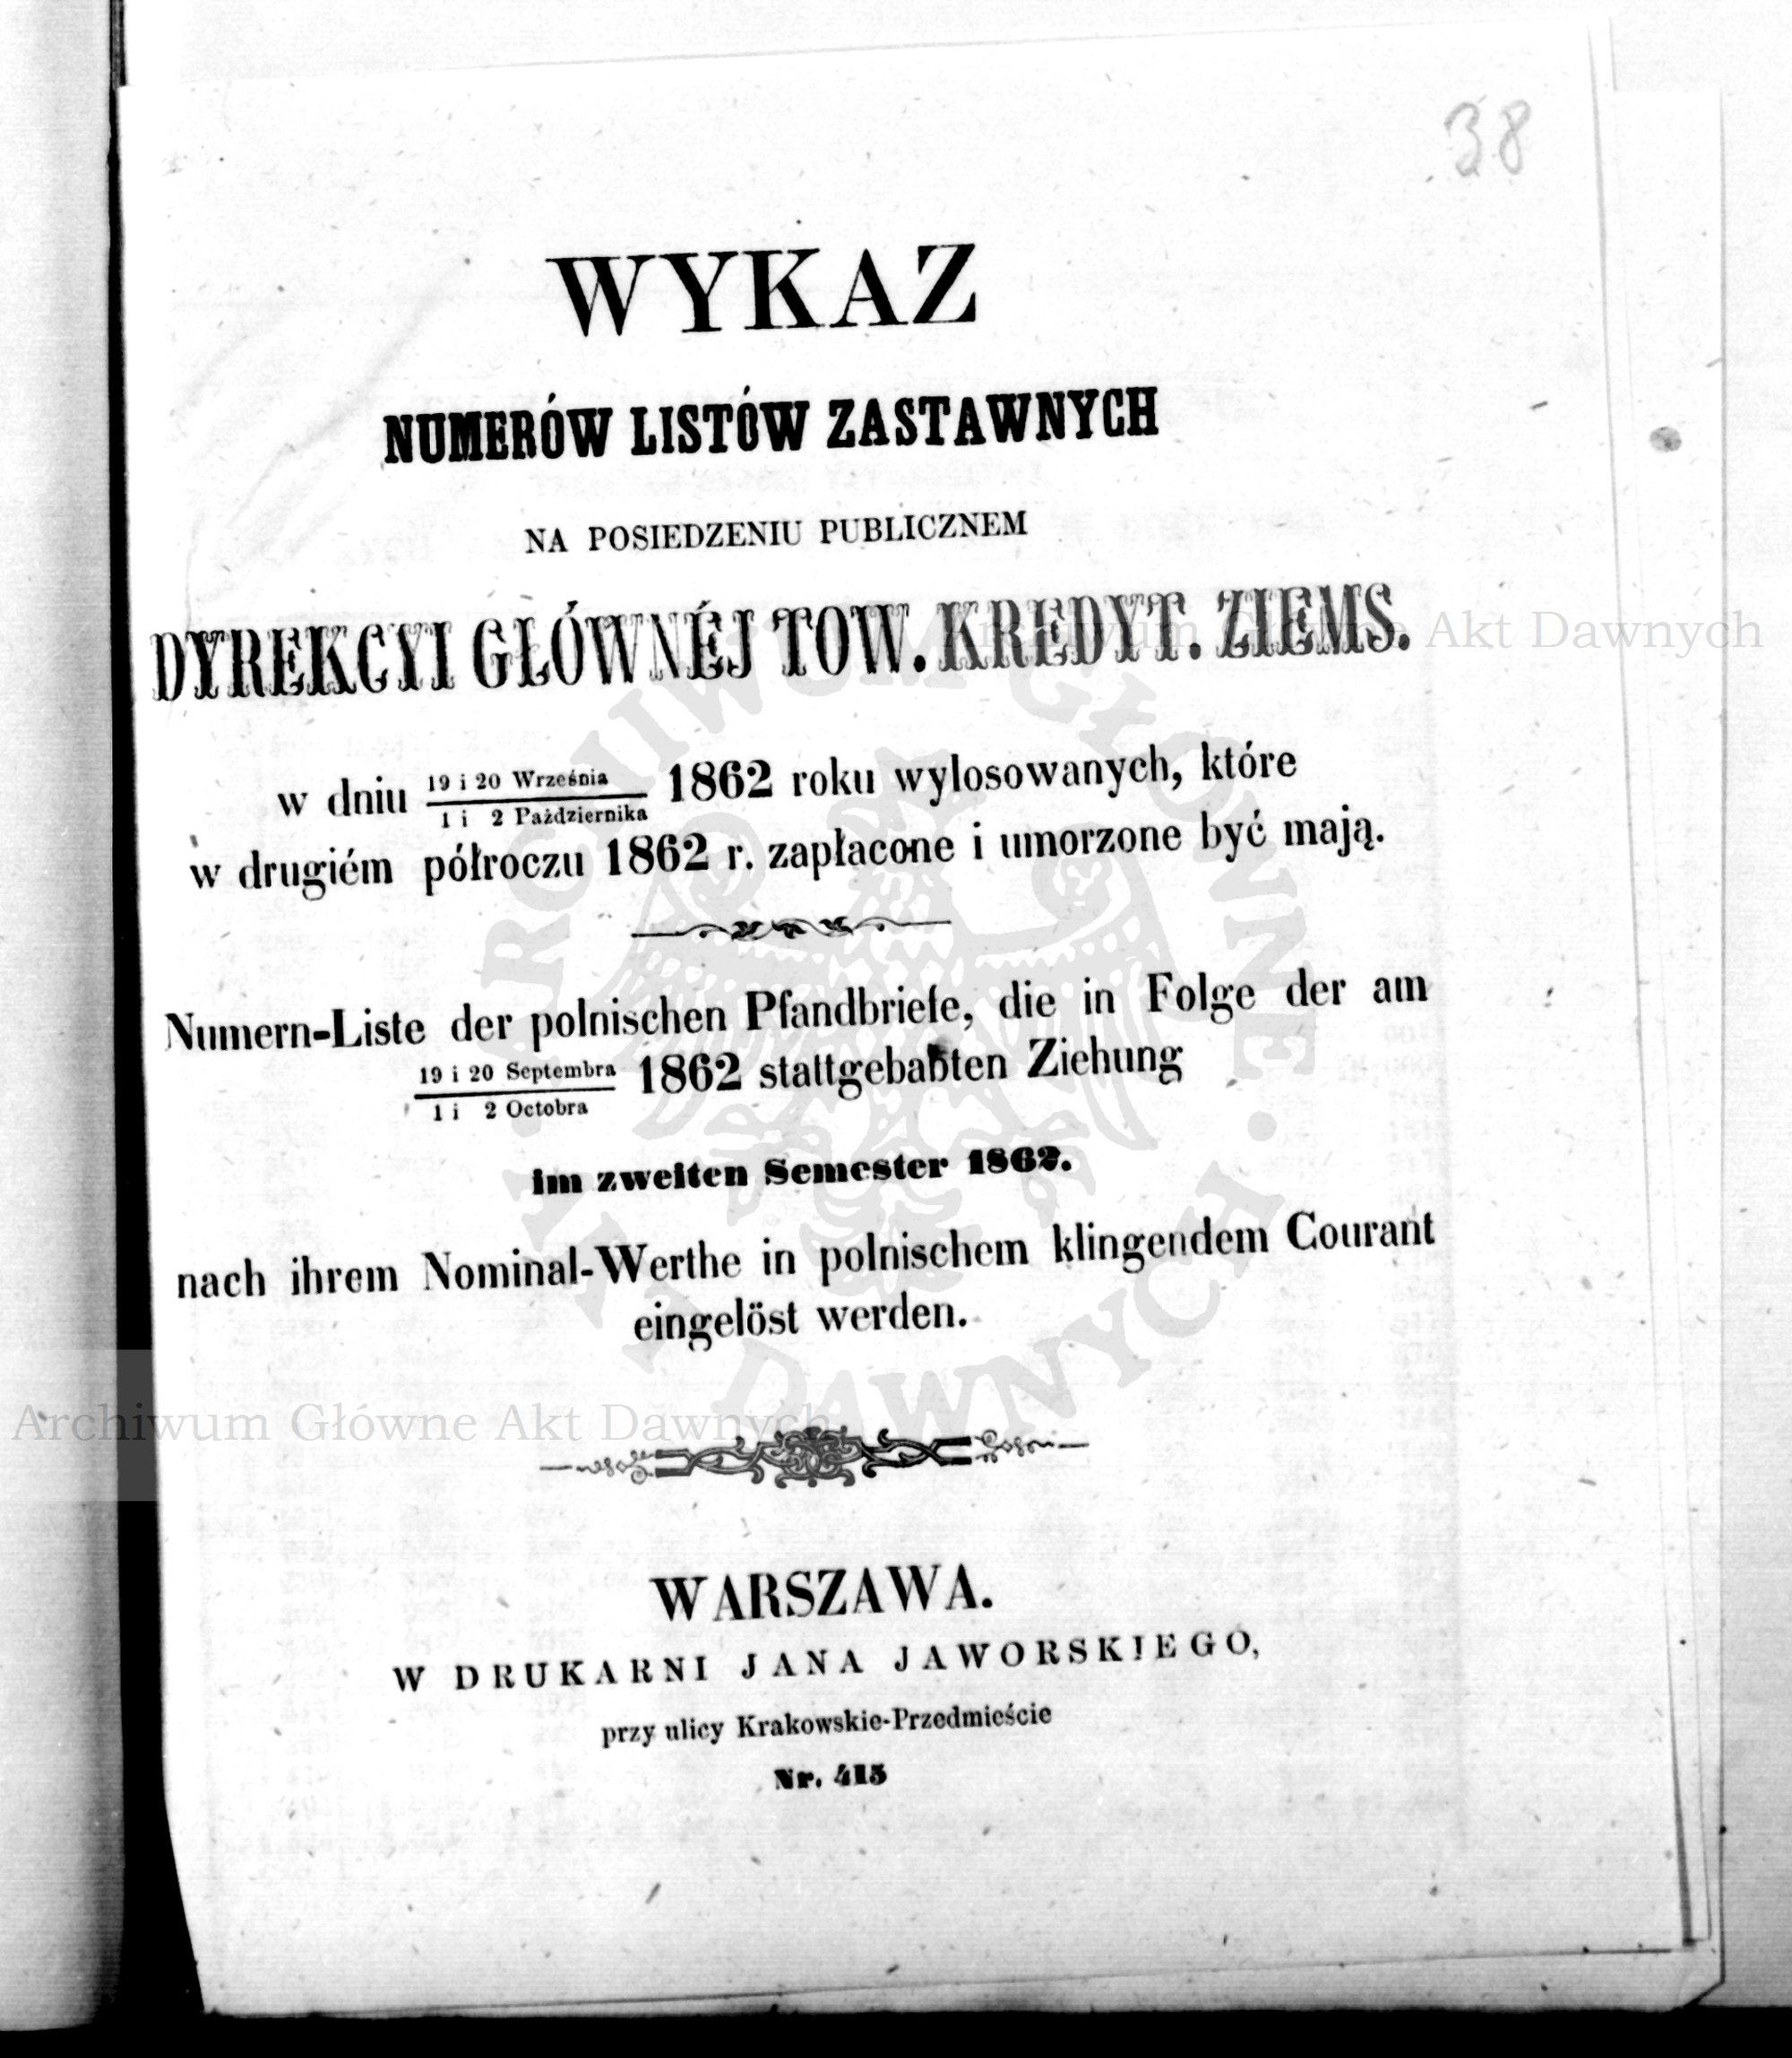 38
WYKAZ
NUMERÓW LISTÓW ZASTAWNYCH
NA POSIEDZENIU PUBLICZNEM
DYREKCYI GŁÓWNÉJ TOW. KREDYT. ZIEMS.
w dniu 19 i 20 Września / 1 i 2 Października 1862 roku wylosowanych, które
w drugiém półroczu 1862 r. zapłacone i umorzone być mają.
Numern-Liste der polnischen Pfandbriefe, die in Folge der am
19 i 20 Septembra / 1 i 2 Octobra 1862 stattgehabten Ziehung
im zweiten Semester 1862.
nach ihrem Nominal-Werthe in polnischem klingendem Courant
eingelöst werden.
WARSZAWA.
W DRUKARNI JANA JAWORSKIEGO,
przy ulicy Krakowskie-Przedmieście
Nr. 415
Archiwum Główne Akt Dawnych
Archiwum Główne Akt Dawnych
ARCHIWUM GŁÓWNE · AKT DAWNYCH ·